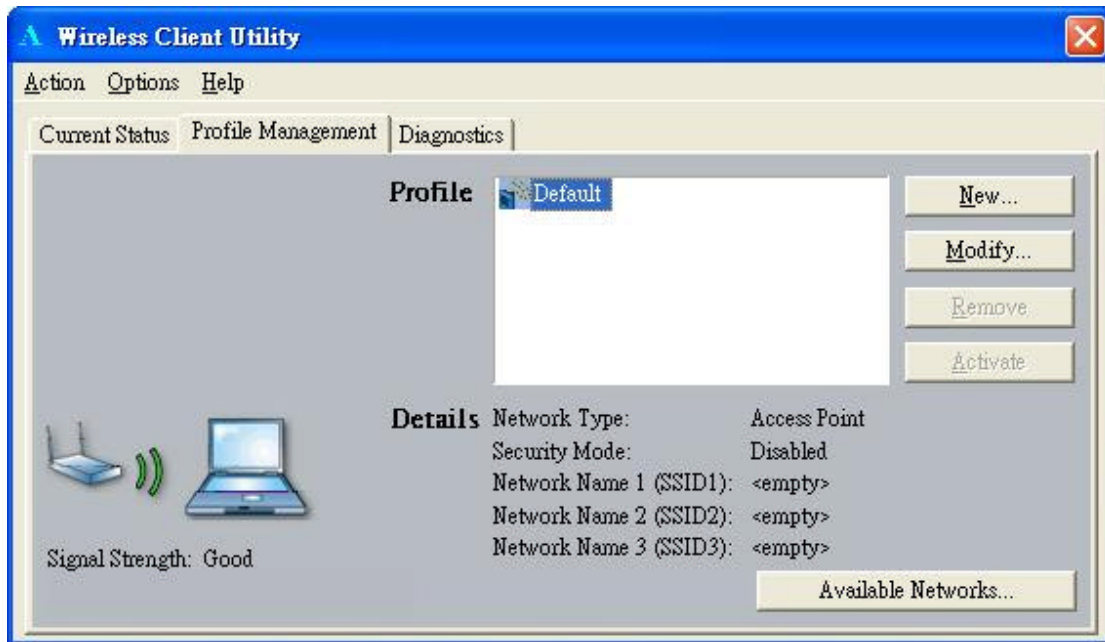 Wireless Client Utility
Action Options Help
Current Status Profile Management Diagnostics
Profile
Default
New...
Modify...
Remove
Activate
Details
Network Type: Access Point
Security Mode: Disabled
Network Name 1 (SSID1): <empty>
Network Name 2 (SSID2): <empty>
Network Name 3 (SSID3): <empty>
Signal Strength: Good
Available Networks...